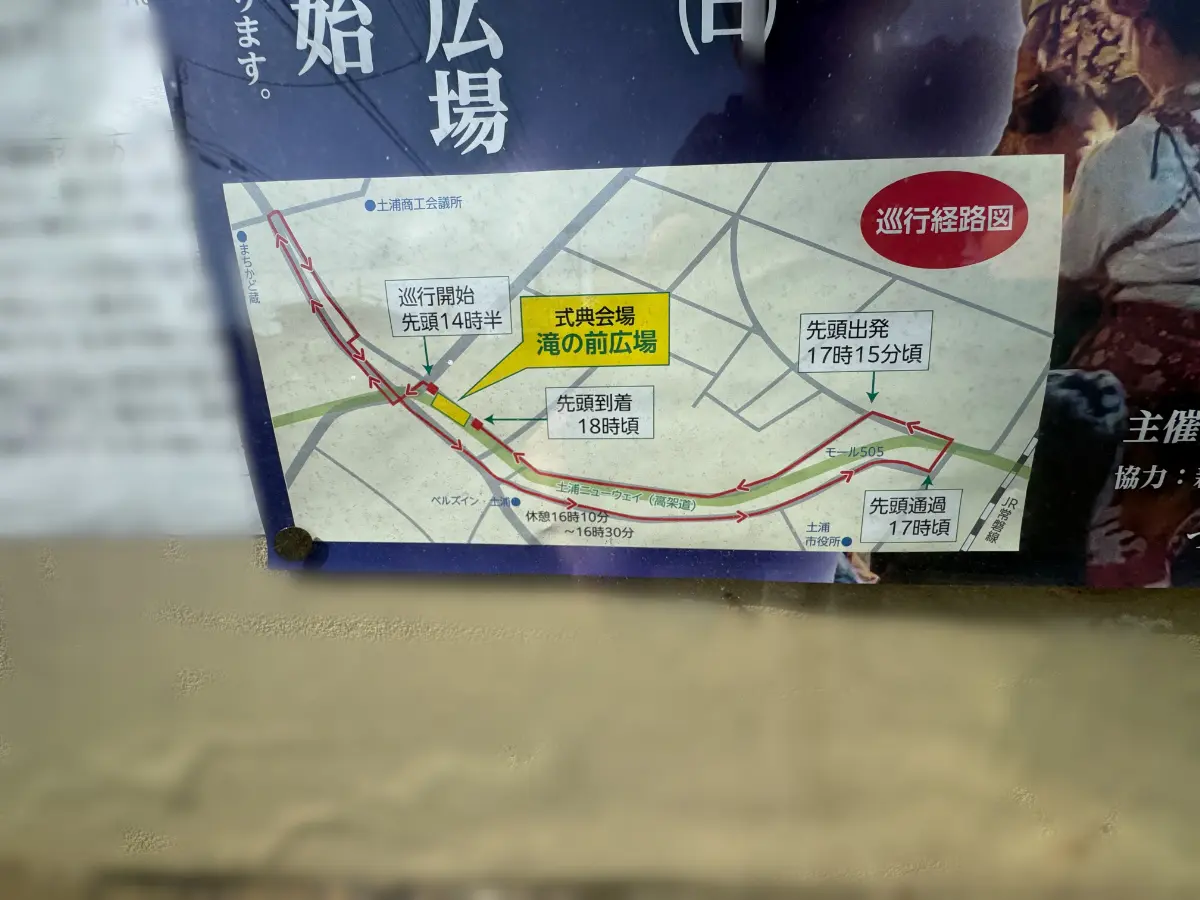 ります。
始
広場
(日)
巡行経路図
土浦商工会議所
まちかど蔵
巡行開始
先頭14時半
式典会場
滝の前広場
先頭到着
18時頃
先頭出発
17時15分頃
モール505
土浦ニューウェイ(高架道)
ベルズイン・土浦
休憩16時10分
〜16時30分
先頭通過
17時頃
土浦
市役所
JR常磐線
主催
協力: